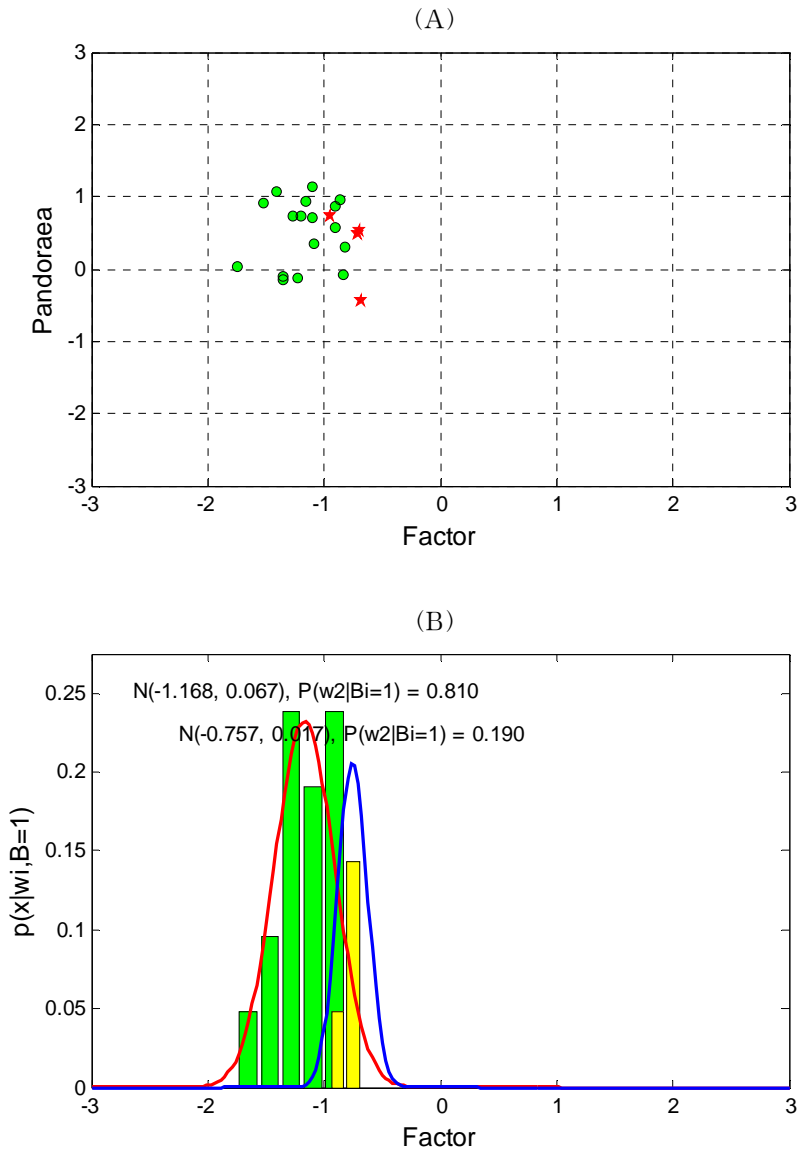 (A)
3
2
1
0
-1
-2
-3
Pandoraea
-3 -2 -1 0 1 2 3
Factor
(B)
N(-1.168, 0.067), P(w2|Bi=1) = 0.810
N(-0.757, 0.017), P(w2|Bi=1) = 0.190
0.25
0.2
0.15
0.1
0.05
0
p(x|wi,B=1)
-3 -2 -1 0 1 2 3
Factor